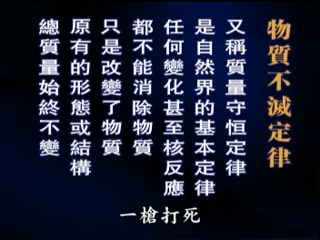 物質不滅定律
又稱質量守恒定律
是自然界的基本定律
任何變化甚至核反應
都不能消除物質
只是改變了物質
原有的形態或結構
總質量始終不變
一槍打死